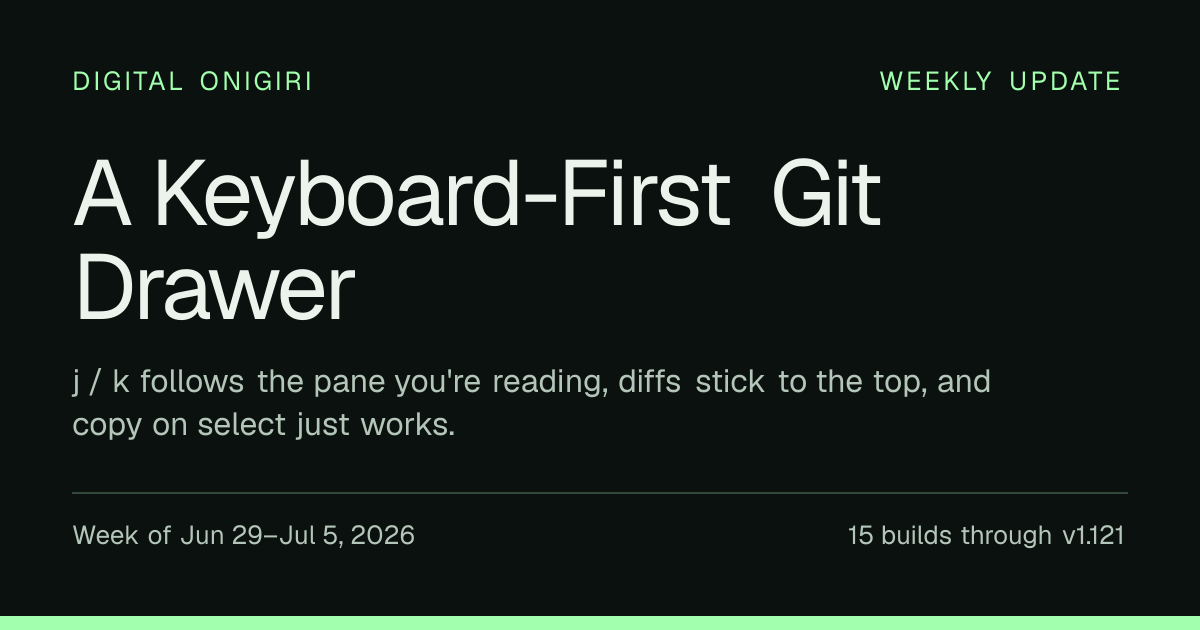 DIGITAL ONIGIRI
WEEKLY UPDATE
A Keyboard-First Git
Drawer
j / k follows the pane you're reading, diffs stick to the top, and
copy on select just works.
Week of Jun 29–Jul 5, 2026
15 builds through v1.121